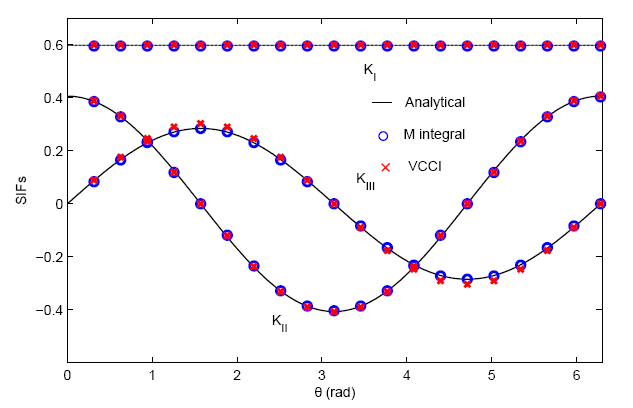 0.6
0.4
0.2
0
−0.2
−0.4
SIFs
K_I
Analytical
M integral
VCCI
K_III
K_II
0 1 2 3 4 5 6
θ (rad)